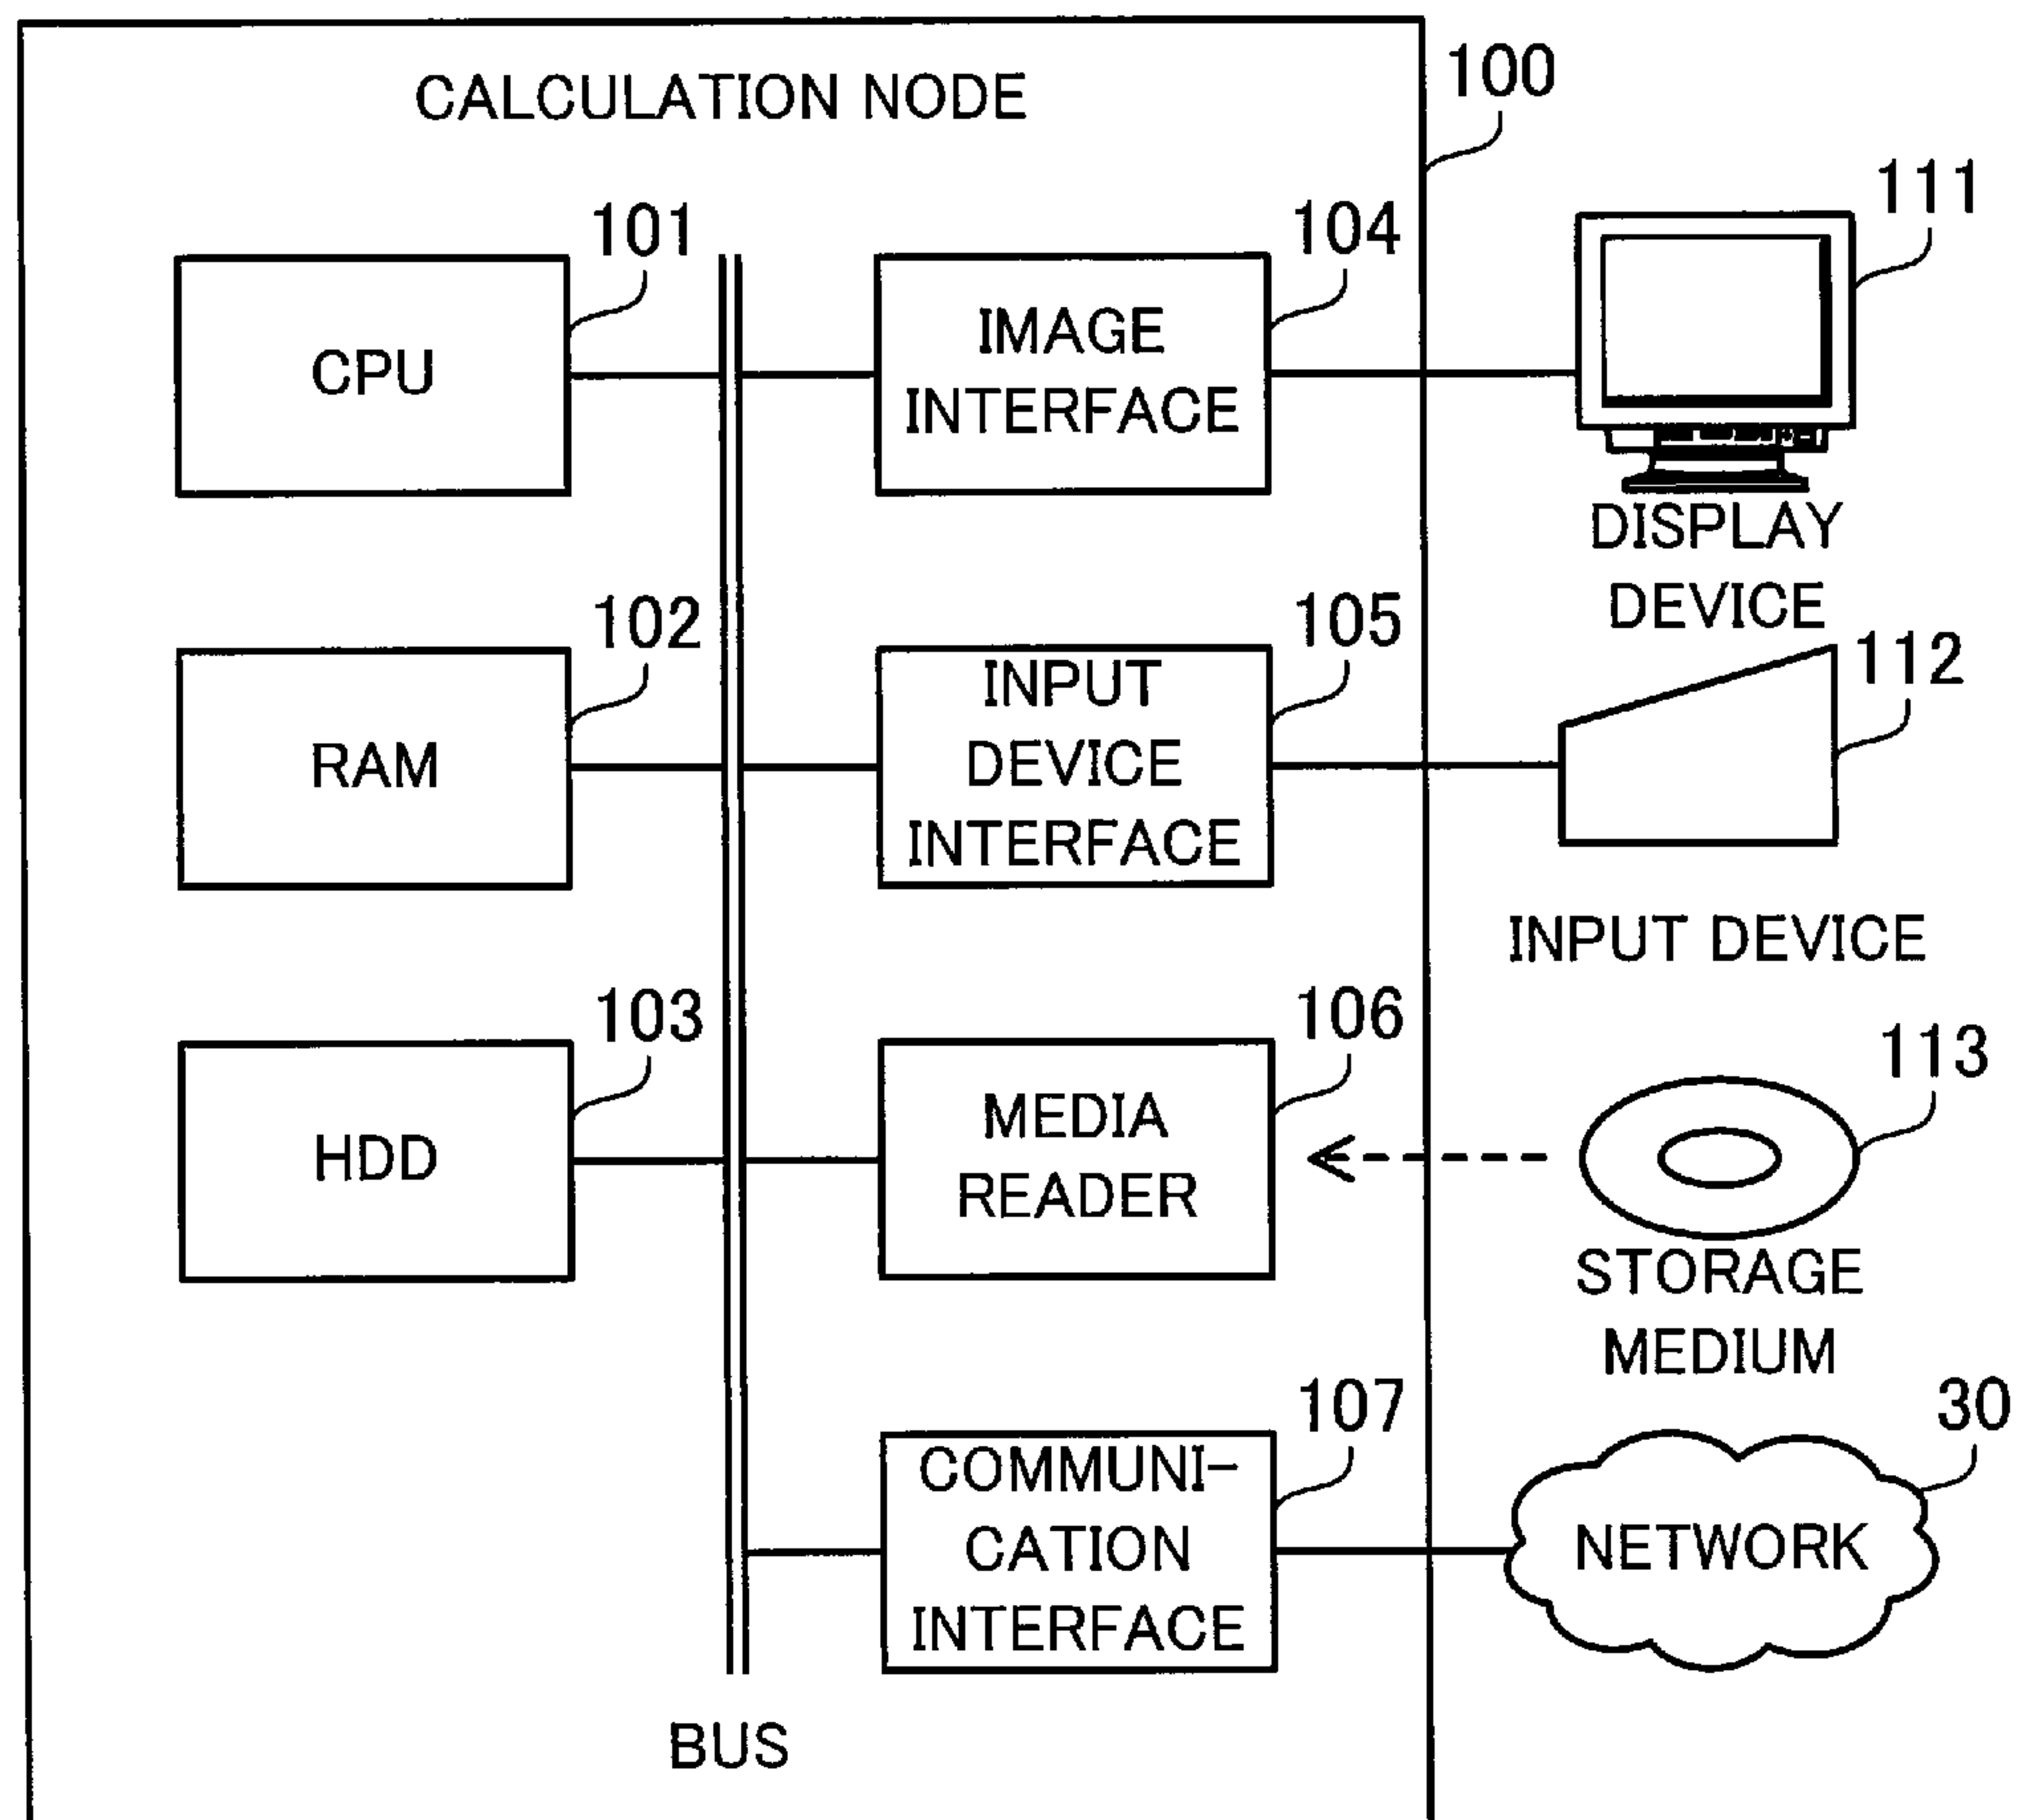 CALCULATION NODE
100
101
CPU
104
IMAGE
INTERFACE
111
DISPLAY
DEVICE
102
RAM
105
INPUT
DEVICE
INTERFACE
112
INPUT DEVICE
103
HDD
106
MEDIA
READER
113
STORAGE
MEDIUM
107
COMMUNI-
CATION
INTERFACE
30
NETWORK
BUS